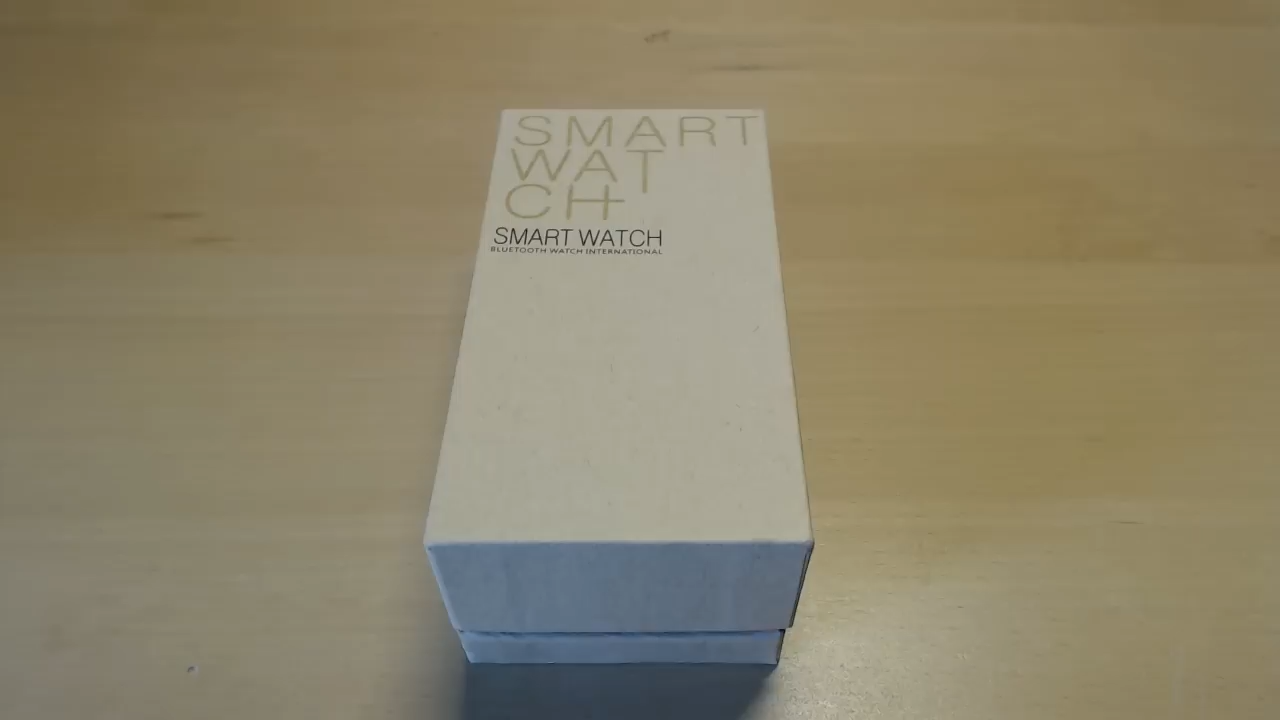 SMART
WAT
CH
SMART WATCH
BLUETOOTH WATCH INTERNATIONAL